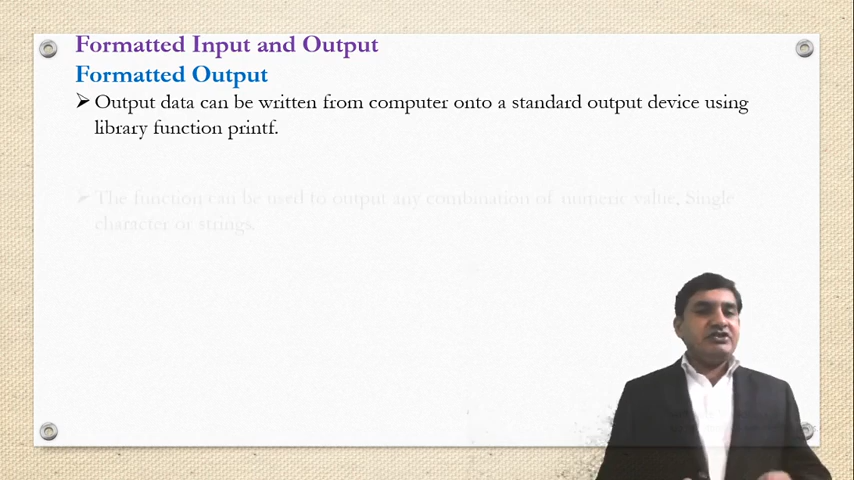 Formatted Input and Output
Formatted Output
➤ Output data can be written from computer onto a standard output device using
library function printf.
➤ The function can be used to output any combination of numeric value, Single
character or strings.